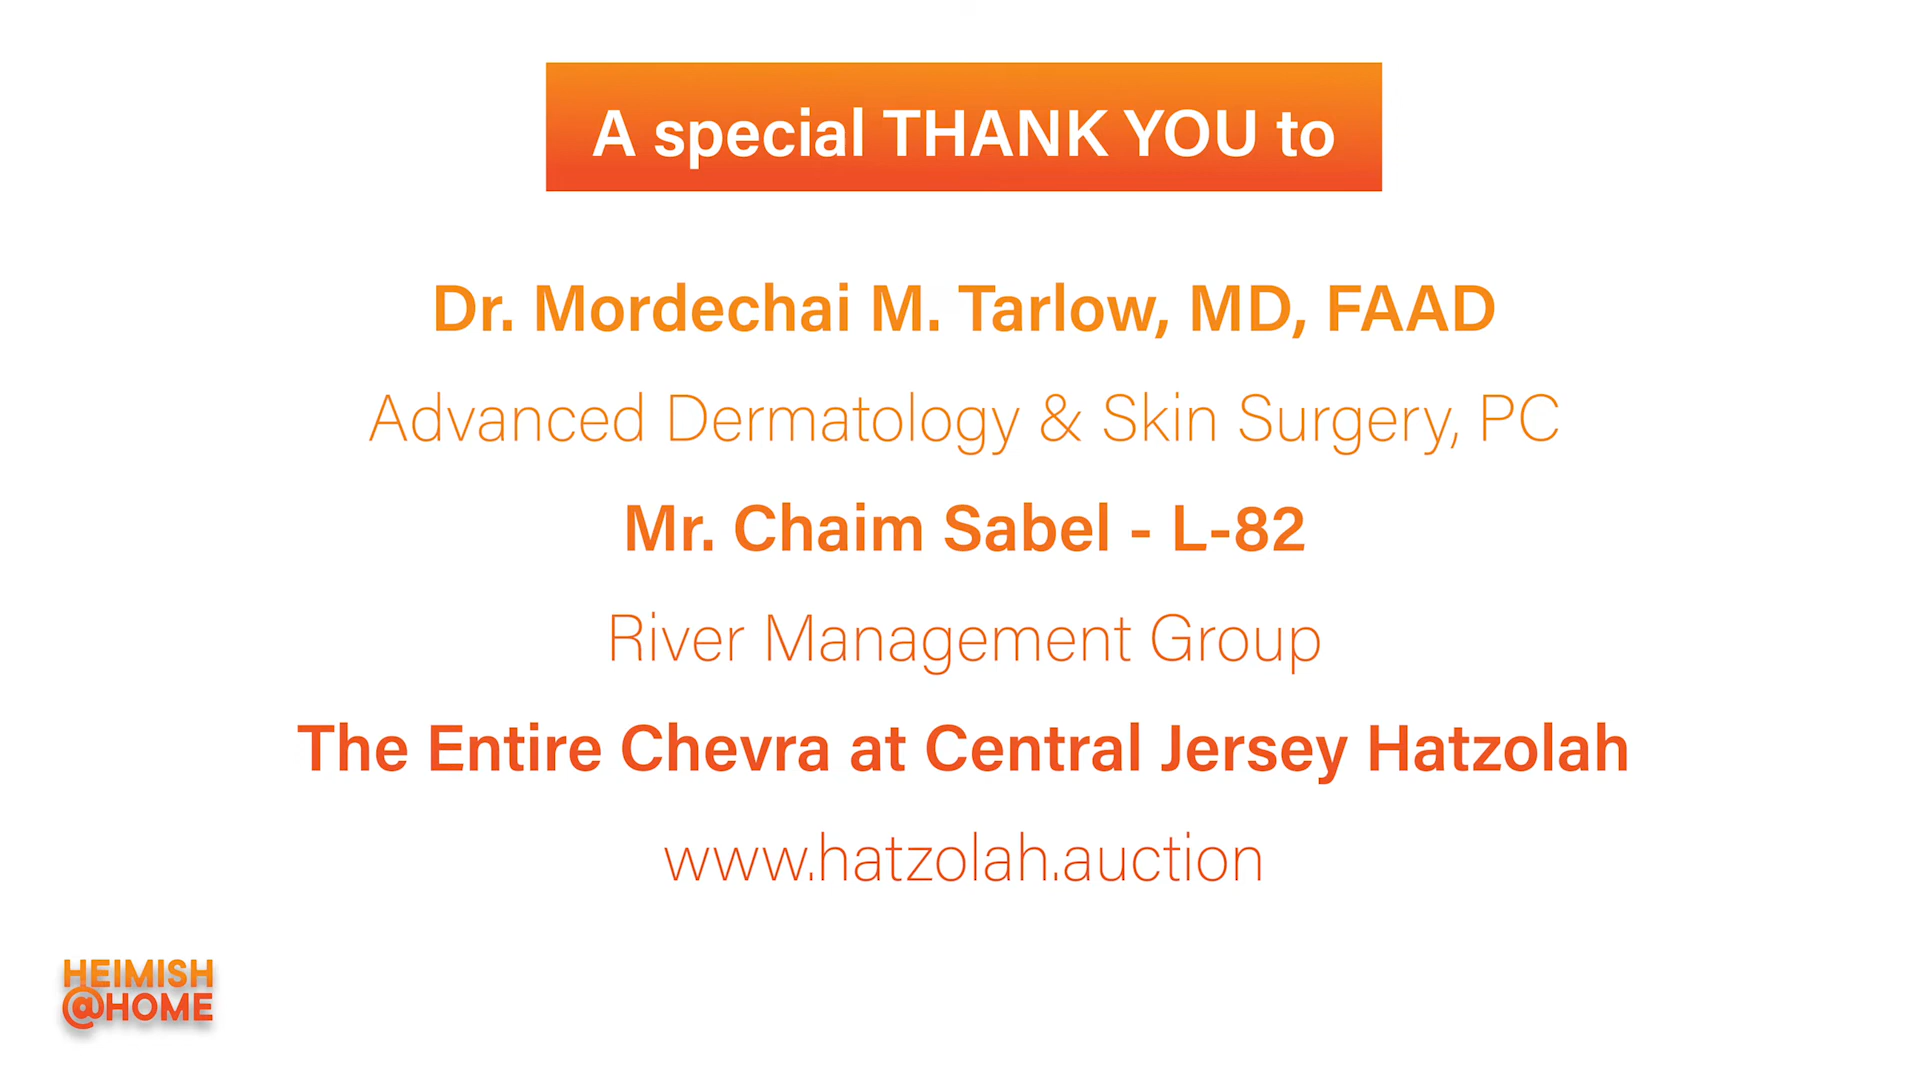 A special THANK YOU to
Dr. Mordechai M. Tarlow, MD, FAAD
Advanced Dermatology & Skin Surgery, PC
Mr. Chaim Sabel - L-82
River Management Group
The Entire Chevra at Central Jersey Hatzolah
www.hatzolah.auction
HEIMISH
@HOME